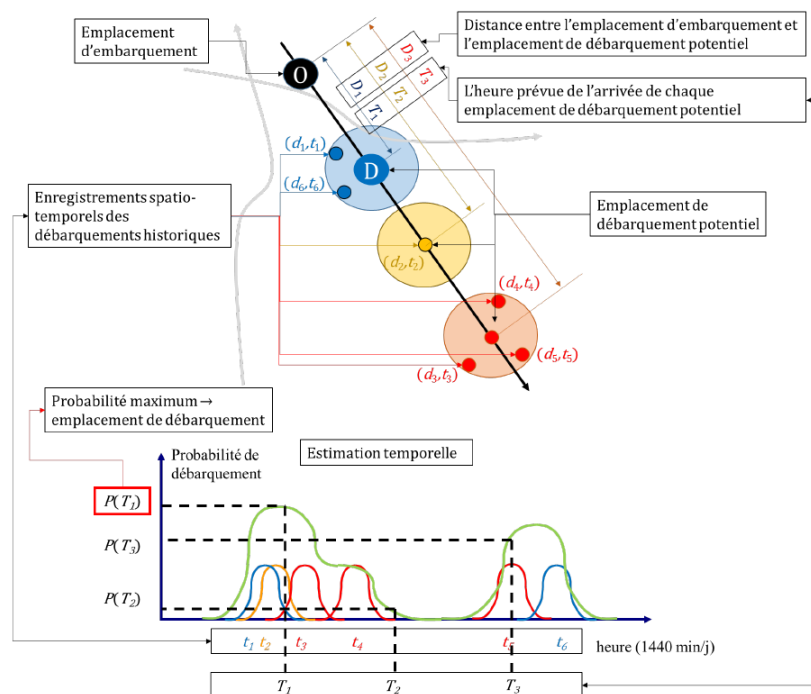 Emplacement
d'embarquement
O
D₃
D₂
D₁
T₃
T₂
T₁
Distance entre l'emplacement d'embarquement et
l'emplacement de débarquement potentiel
L'heure prévue de l'arrivée de chaque
emplacement de débarquement potentiel
(d₁,t₁)
D
(d₆,t₆)
Enregistrements spatio-
temporels des
débarquements historiques
Emplacement de
débarquement potentiel
(d₂,t₂)
(d₄,t₄)
(d₅,t₅)
(d₃,t₃)
Probabilité maximum →
emplacement de débarquement
Probabilité de
débarquement
Estimation temporelle
P(T₁)
P(T₃)
P(T₂)
t₁ t₂ t₃ t₄ t₅ t₆ heure (1440 min/j)
T₁ T₂ T₃